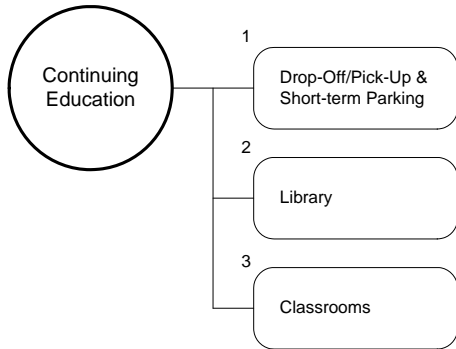 Continuing
Education
1
Drop-Off/Pick-Up &
Short-term Parking
2
Library
3
Classrooms